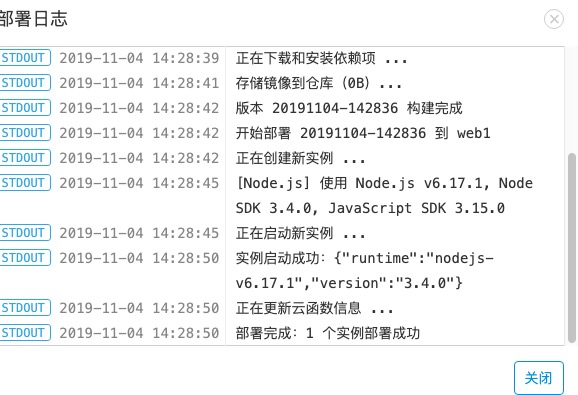 部署日志
STDOUT 2019-11-04 14:28:39 正在下载和安装依赖项 ...
STDOUT 2019-11-04 14:28:41 存储镜像到仓库（0B）...
STDOUT 2019-11-04 14:28:42 版本 20191104-142836 构建完成
STDOUT 2019-11-04 14:28:42 开始部署 20191104-142836 到 web1
STDOUT 2019-11-04 14:28:42 正在创建新实例 ...
STDOUT 2019-11-04 14:28:45 [Node.js] 使用 Node.js v6.17.1, Node
SDK 3.4.0, JavaScript SDK 3.15.0
STDOUT 2019-11-04 14:28:45 正在启动新实例 ...
STDOUT 2019-11-04 14:28:50 实例启动成功：{"runtime":"nodejs-
v6.17.1","version":"3.4.0"}
STDOUT 2019-11-04 14:28:50 正在更新云函数信息 ...
STDOUT 2019-11-04 14:28:50 部署完成：1 个实例部署成功
关闭